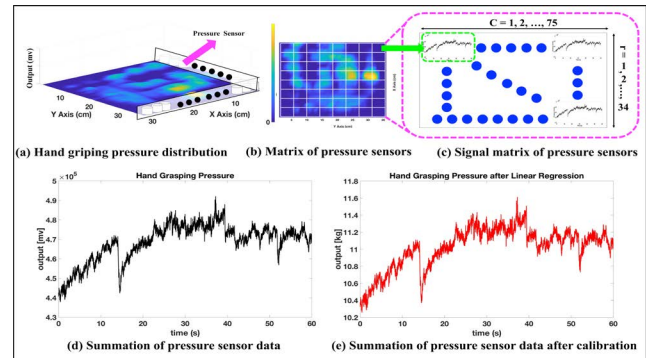 Pressure Sensor
Output (mv)
10
20
30
Y Axis (cm)
30
20
10
X Axis (cm)
(a) Hand griping pressure distribution
(b) Matrix of pressure sensors
C = 1, 2, ..., 75
r = 1, 2, ..., 34
(c) Signal matrix of pressure sensors
Hand Grasping Pressure
× 10⁵
5
4.9
4.8
4.7
4.6
4.5
4.4
4.3
output [mv]
0 10 20 30 40 50 60
time (s)
(d) Summation of pressure sensor data
Hand Grasping Pressure after Linear Regression
11.8
11.6
11.4
11.2
11
10.8
10.6
10.4
10.2
output [kg]
0 10 20 30 40 50 60
time (s)
(e) Summation of pressure sensor data after calibration